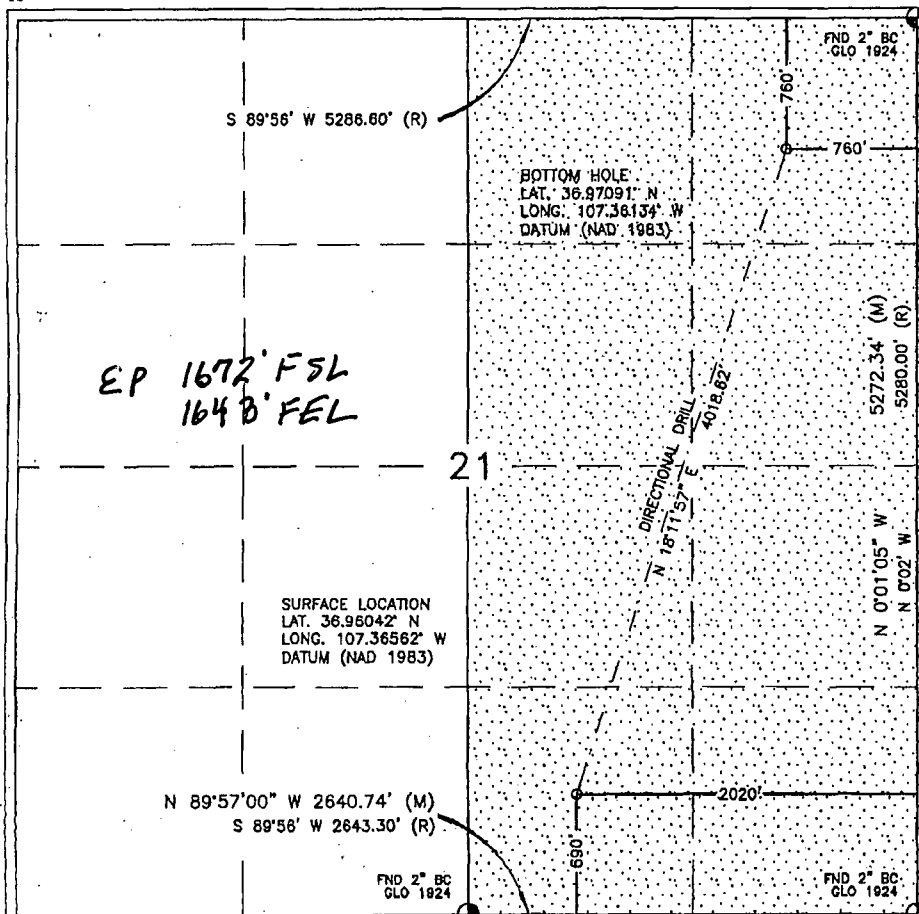 FND 2" BC
GLO 1924
760'
760'
S 89°56' W 5286.60' (R)
BOTTOM HOLE
LAT. 36.97091° N
LONG. 107.36134° W
DATUM (NAD 1983)
5272.34' (M)
5280.00' (R)
EP 1672' FSL
1648' FEL
DIRECTIONAL DRILL
N 18°11'57" E 4018.62'
21
N 0°01'05" W
N 0°02' W
SURFACE LOCATION
LAT. 36.96042° N
LONG. 107.36562° W
DATUM (NAD 1983)
N 89°57'00" W 2640.74' (M)
S 89°56' W 2643.30' (R)
2020'
690'
FND 2" BC
GLO 1924
FND 2" BC
GLO 1924